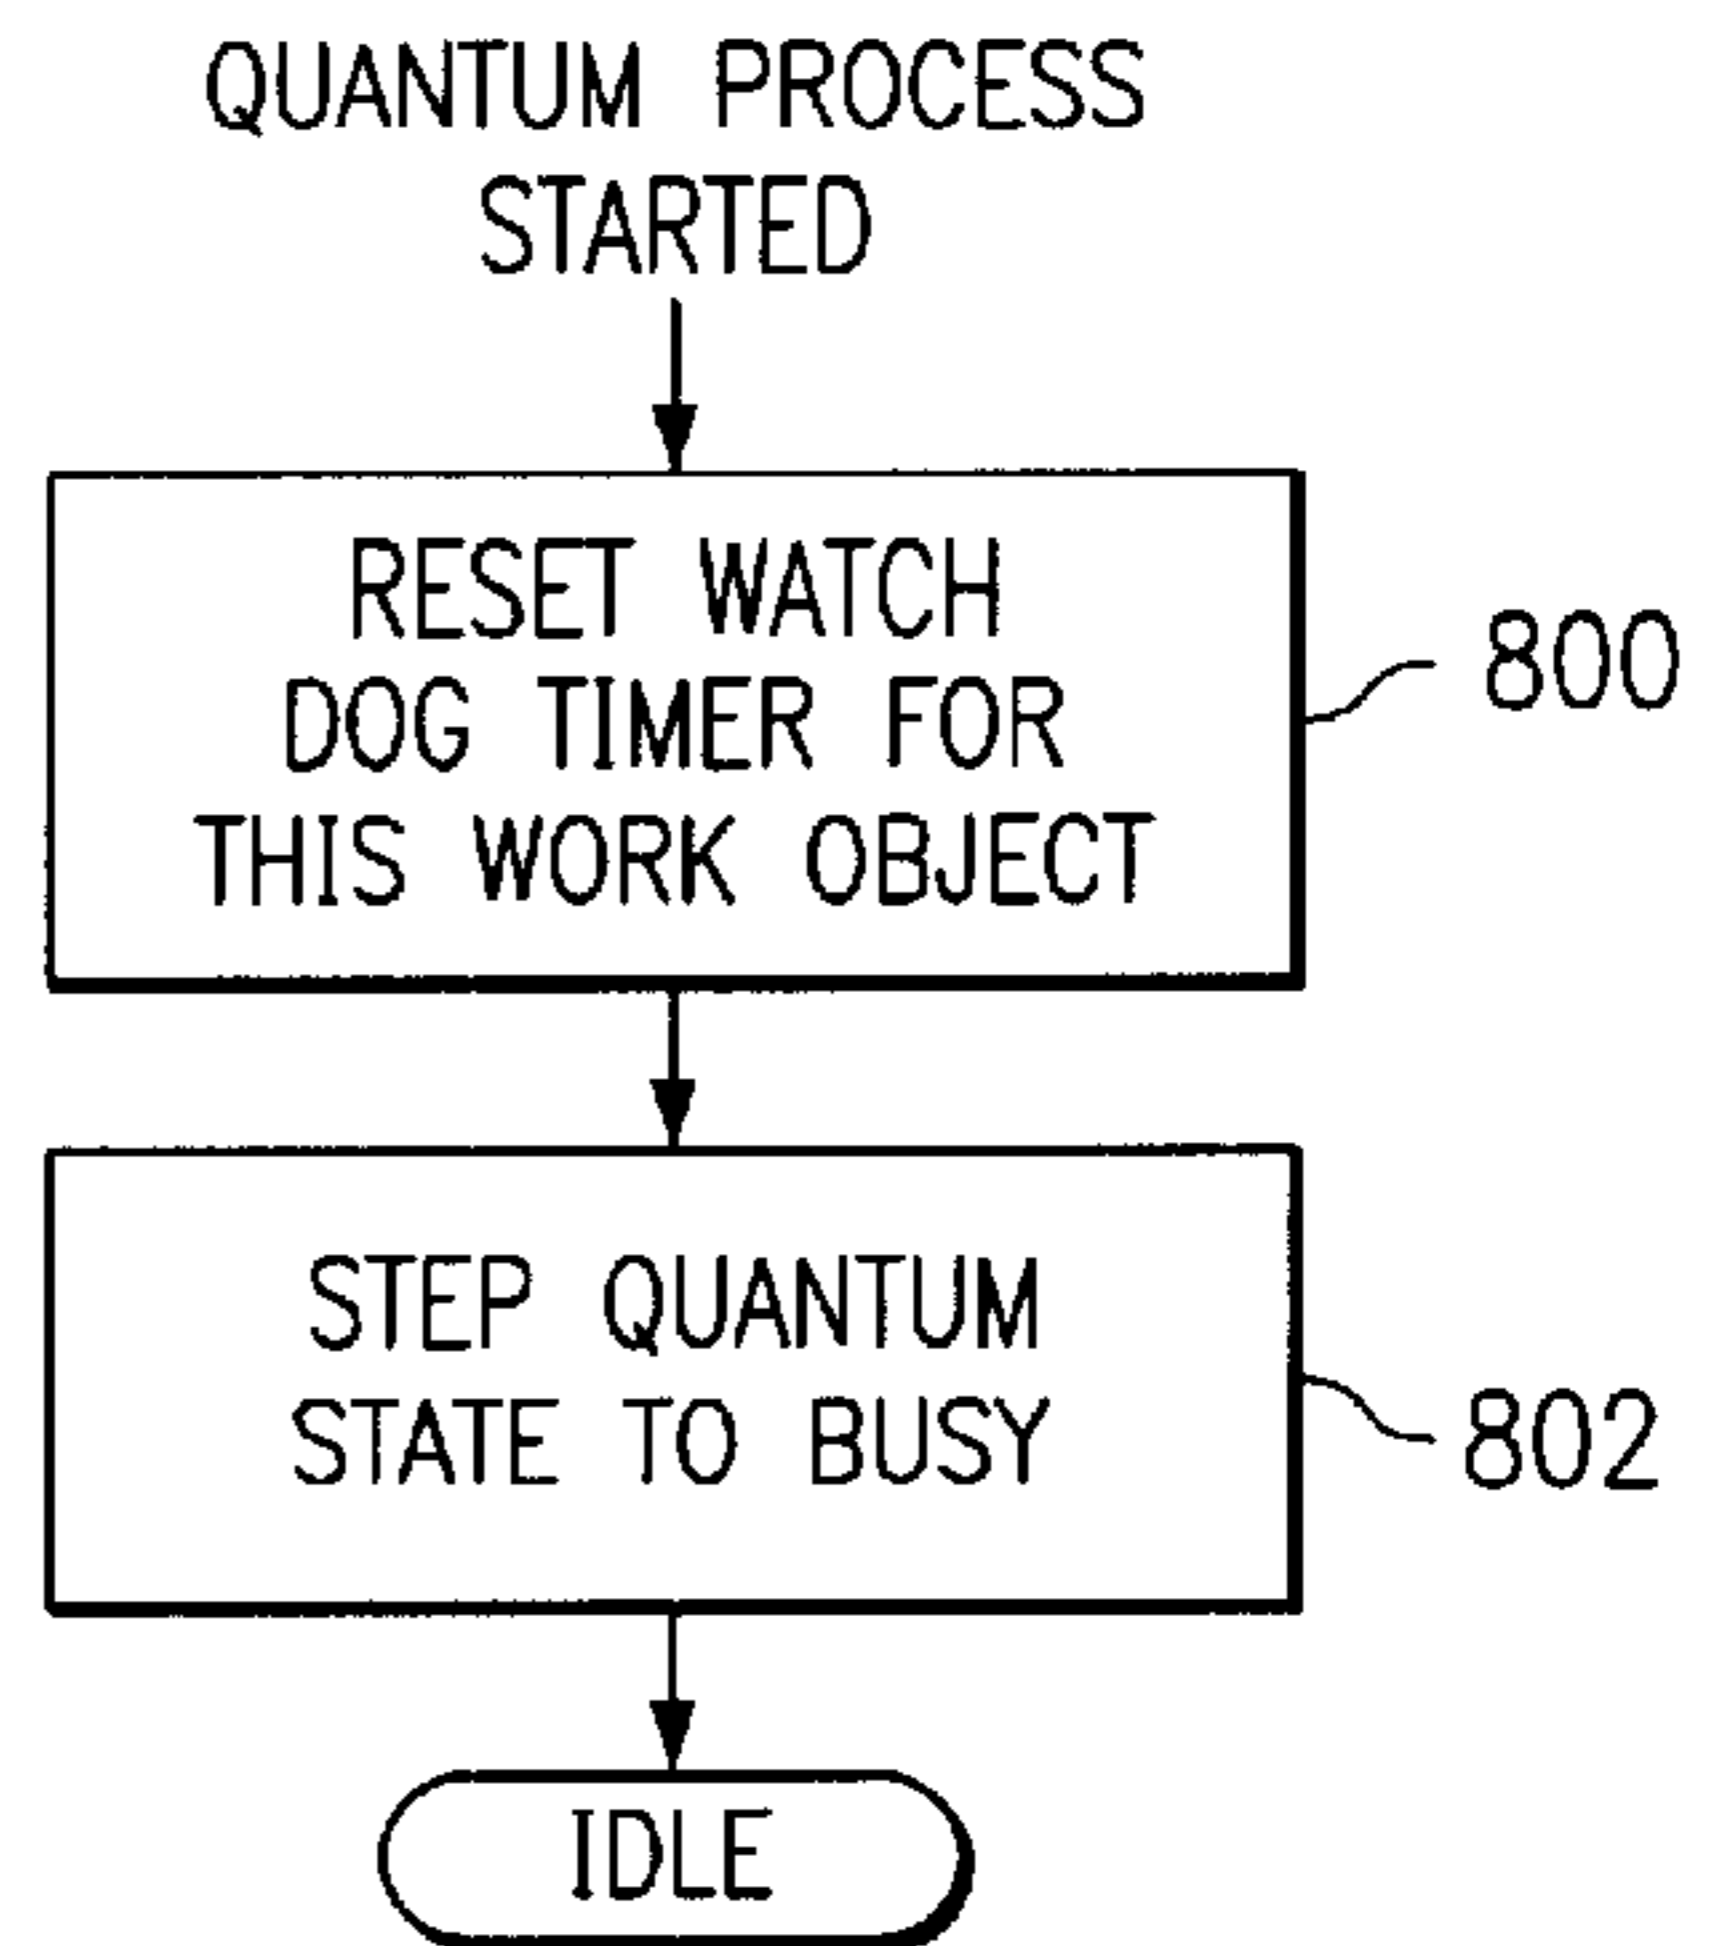 QUANTUM PROCESS
STARTED
RESET WATCH
DOG TIMER FOR
THIS WORK OBJECT
800
STEP QUANTUM
STATE TO BUSY
802
IDLE